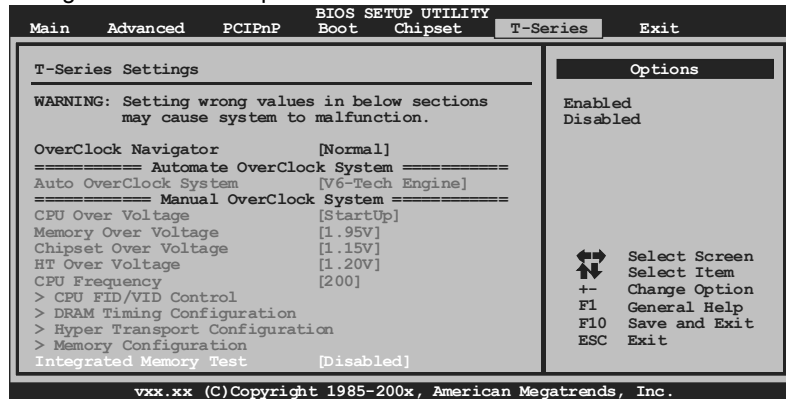 BIOS SETUP UTILITY
Main Advanced PCIPnP Boot Chipset T-Series Exit
T-Series Settings
WARNING: Setting wrong values in below sections
may cause system to malfunction.
OverClock Navigator [Normal]
=========== Automate OverClock System ===========
Auto OverClock System [V6-Tech Engine]
============ Manual OverClock System ============
CPU Over Voltage [StartUp]
Memory Over Voltage [1.95V]
Chipset Over Voltage [1.15V]
HT Over Voltage [1.20V]
CPU Frequency [200]
> CPU FID/VID Control
> DRAM Timing Configuration
> Hyper Transport Configuration
> Memory Configuration
Integrated Memory Test [Disabled]
Options
Enabled
Disabled
Select Screen
Select Item
+- Change Option
F1 General Help
F10 Save and Exit
ESC Exit
vxx.xx (C)Copyright 1985-200x, American Megatrends, Inc.